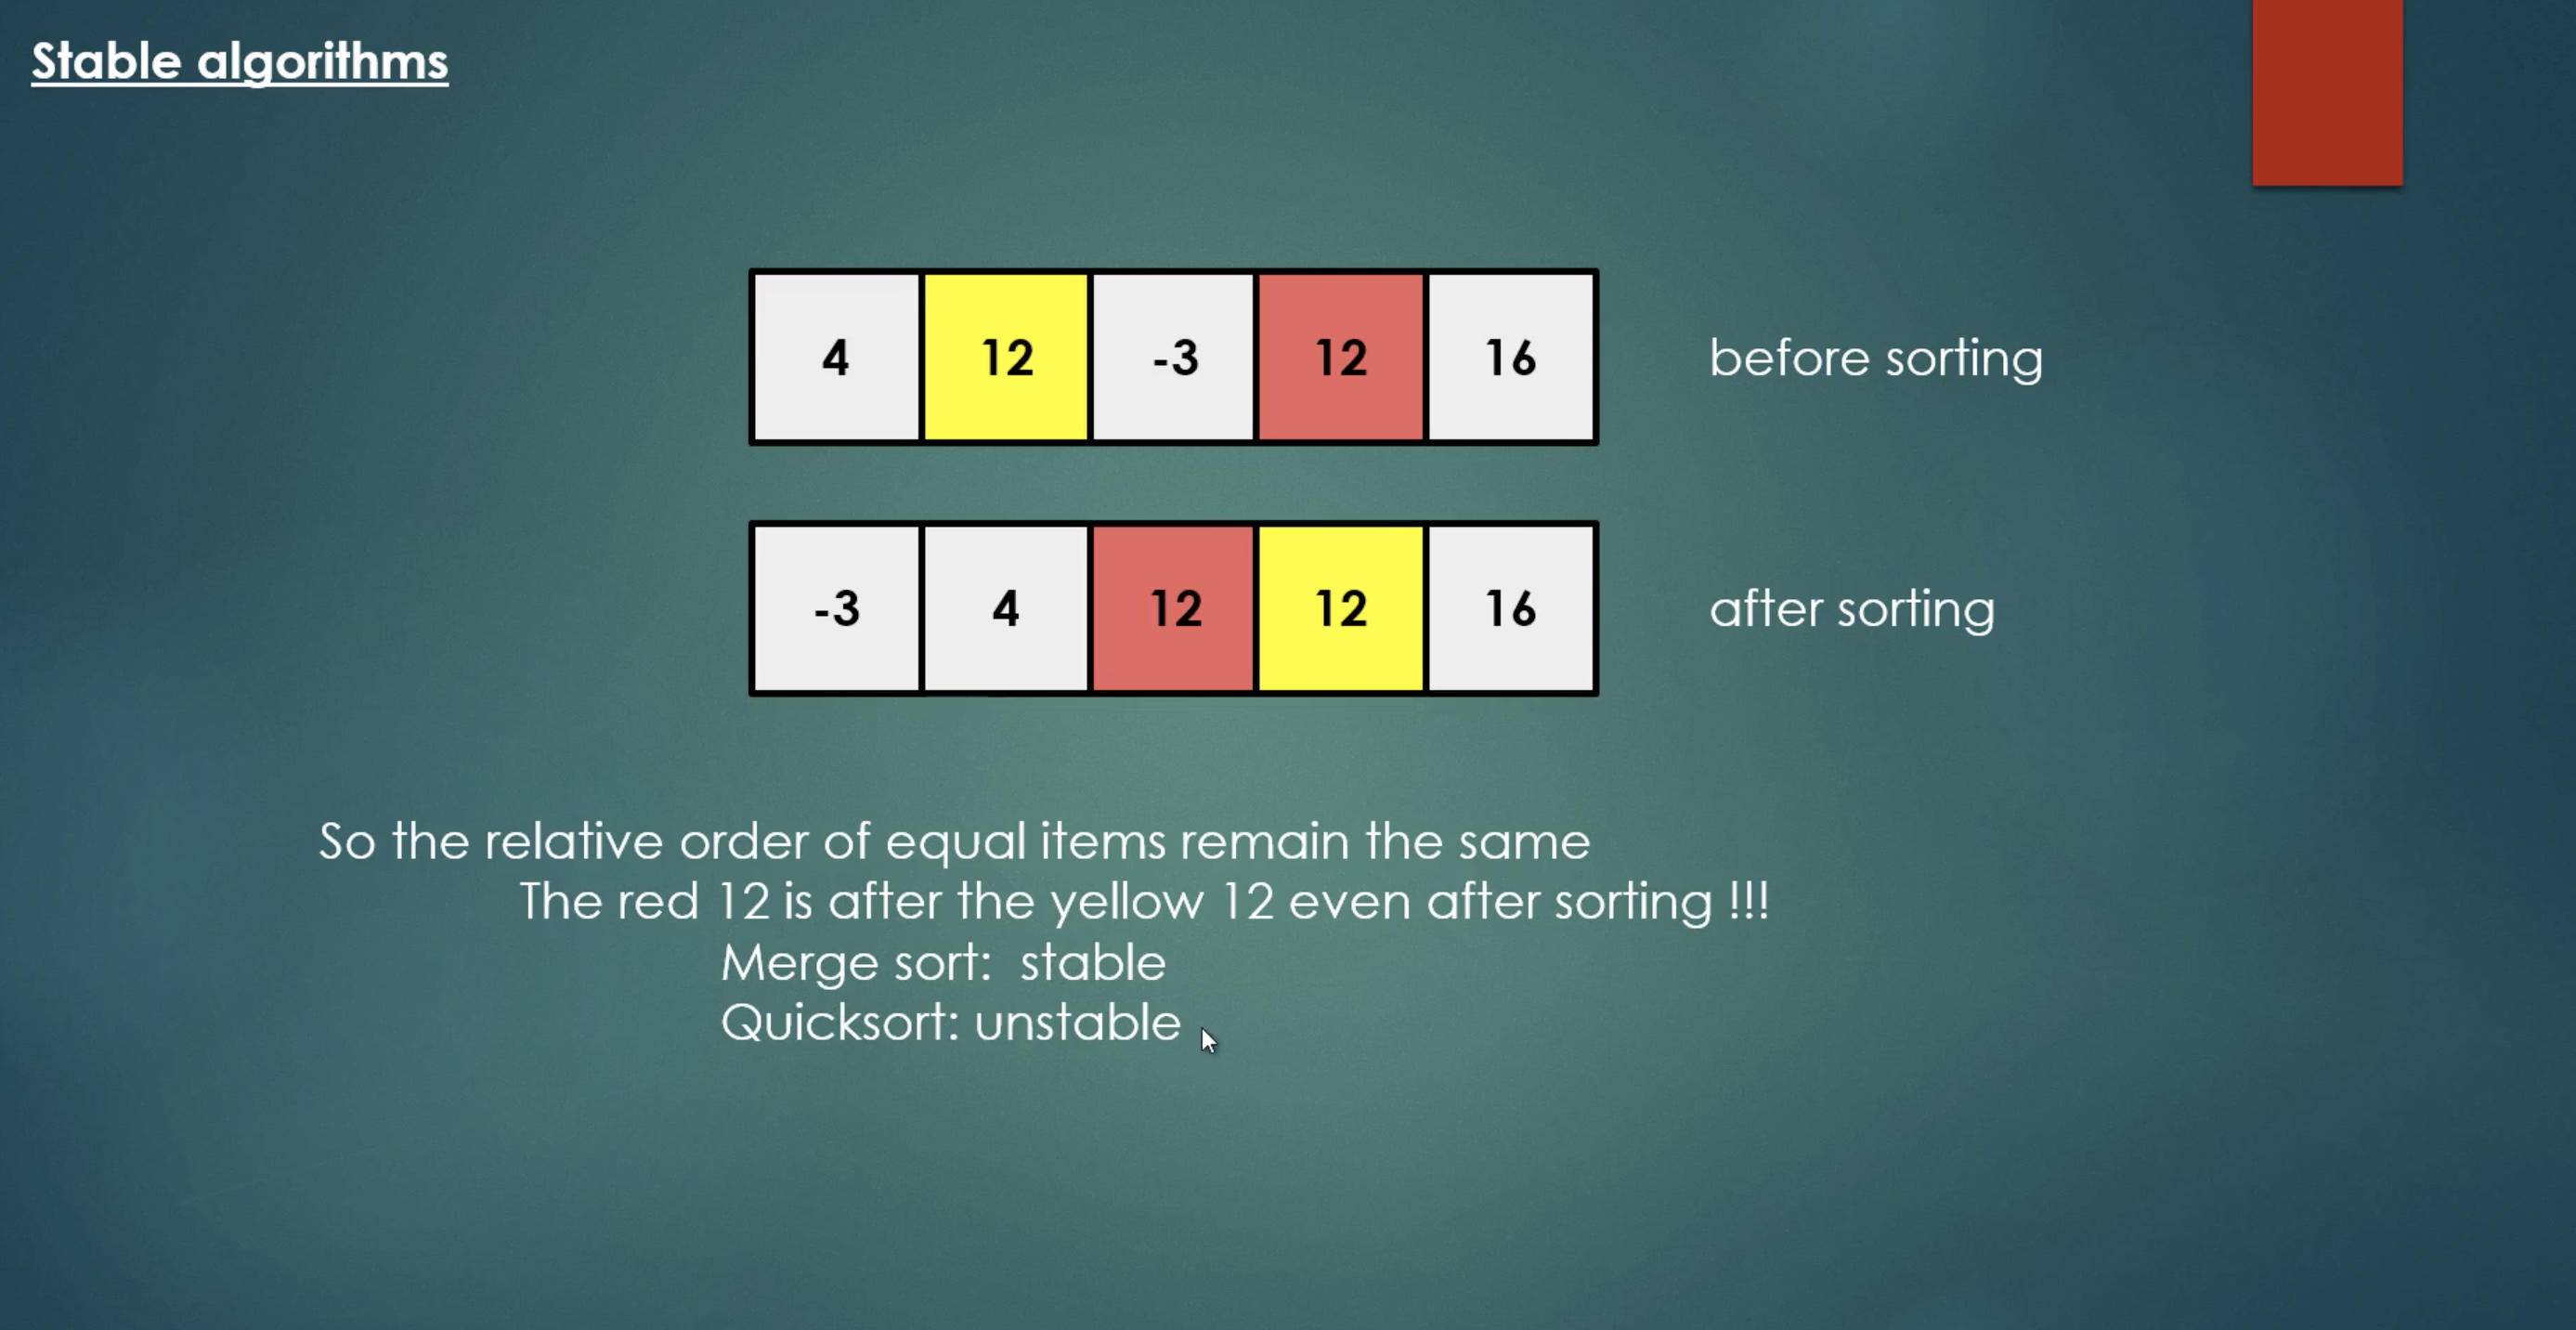 Stable algorithms
4 12 -3 12 16 before sorting
-3 4 12 12 16 after sorting
So the relative order of equal items remain the same
The red 12 is after the yellow 12 even after sorting !!!
Merge sort: stable
Quicksort: unstable